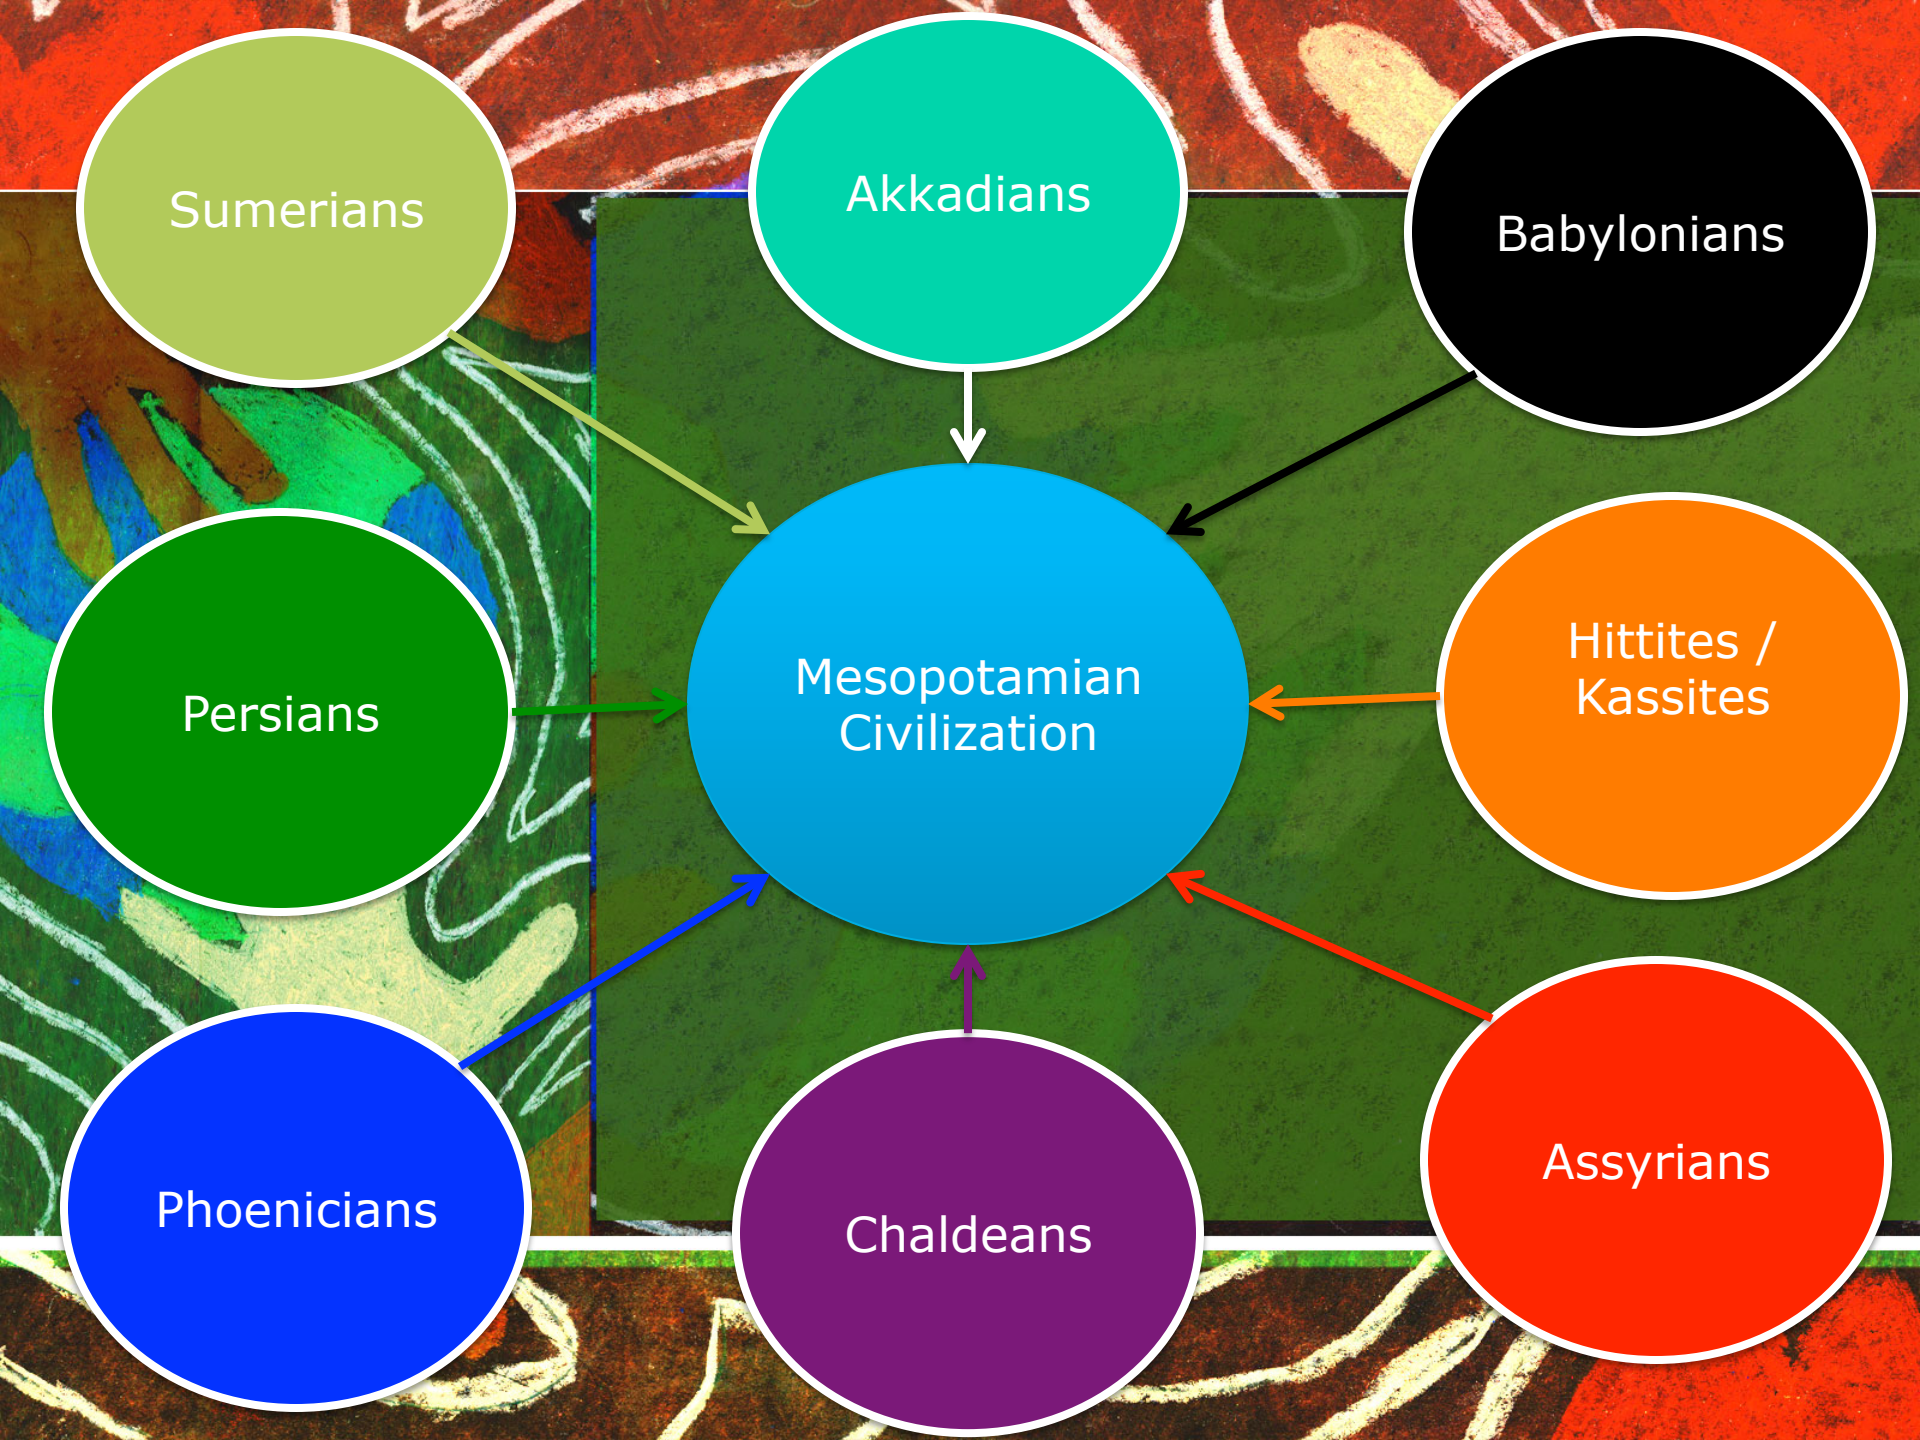 Sumerians
Akkadians
Babylonians
Persians
Mesopotamian
Civilization
Hittites /
Kassites
Phoenicians
Chaldeans
Assyrians